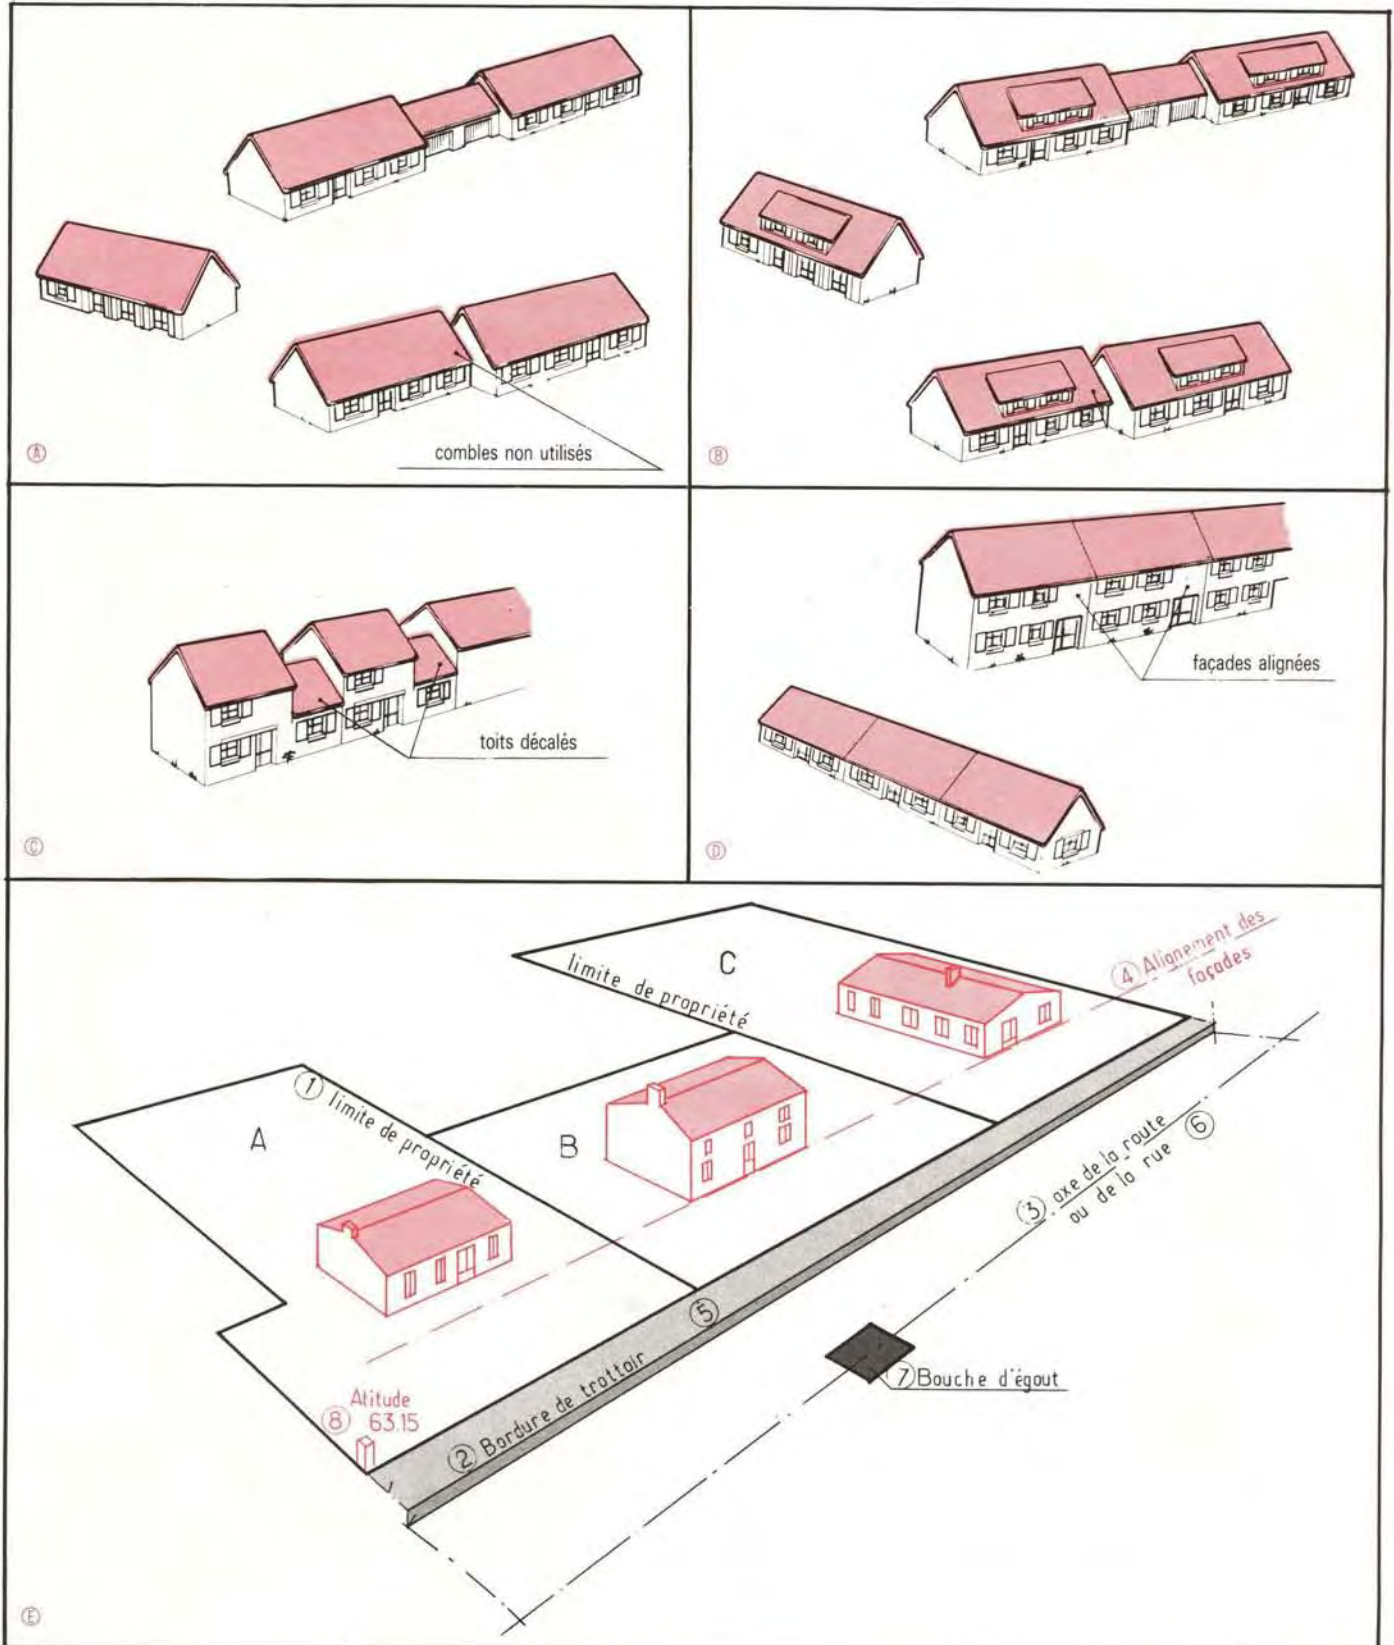 combles non utilisés
Ⓐ
Ⓑ
toits décalés
Ⓒ
façades alignées
Ⓓ
④ Alignement des
façades
C
limite de propriété
① limite de propriété
A
B
③ axe de la route
ou de la rue ⑥
⑤
⑦ Bouche d'égout
Atitude
⑧ 63.15
② Bordure de trottoir
Ⓔ